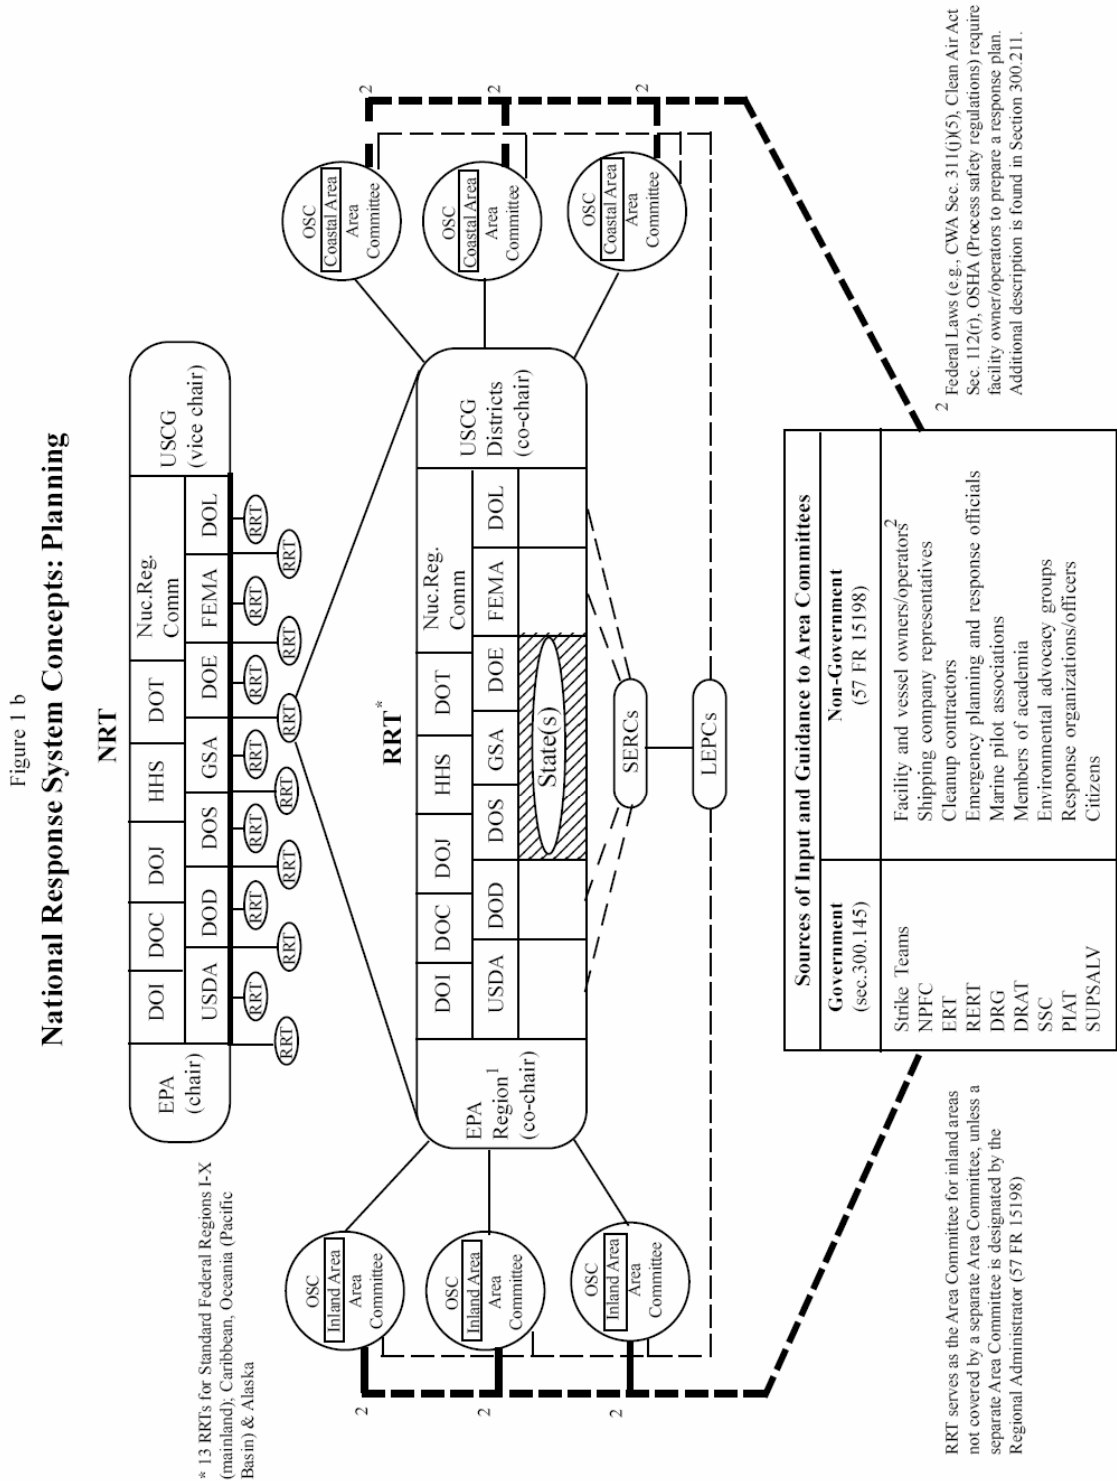 Figure 1 b
National Response System Concepts: Planning
NRT
EPA
(chair)
DOI
DOC
DOJ
HHS
DOT
Nuc.Reg.
Comm
USDA
DOD
DOS
GSA
DOE
FEMA
DOL
USCG
(vice chair)
RRT
RRT
RRT
RRT
RRT
RRT
RRT
RRT
RRT
RRT
RRT
RRT
RRT
* 13 RRTs for Standard Federal Regions I-X
(mainland); Caribbean, Oceania (Pacific
Basin) & Alaska
RRT*
EPA
Region1
(co-chair)
DOI
DOC
DOJ
HHS
DOT
Nuc.Reg.
Comm
USDA
DOD
DOS
GSA
DOE
FEMA
DOL
State(s)
USCG
Districts
(co-chair)
OSC
Inland Area
Area
Committee
OSC
Inland Area
Area
Committee
OSC
Inland Area
Area
Committee
2
2
2
OSC
Coastal Area
Area
Committee
OSC
Coastal Area
Area
Committee
OSC
Coastal Area
Area
Committee
2
2
2
SERCs
LEPCs
Sources of Input and Guidance to Area Committees
Government
(sec.300.145)
Strike Teams
NPFC
ERT
RERT
DRG
DRAT
SSC
PIAT
SUPSALV
Non-Government
(57 FR 15198)
Facility and vessel owners/operators2
Shipping company representatives
Cleanup contractors
Emergency planning and response officials
Marine pilot associations
Members of academia
Environmental advocacy groups
Response organizations/officers
Citizens
RRT serves as the Area Committee for inland areas
not covered by a separate Area Committee, unless a
separate Area Committee is designated by the
Regional Administrator (57 FR 15198)
2 Federal Laws (e.g., CWA Sec. 311(j)(5), Clean Air Act
Sec. 112(r), OSHA (Process safety regulations) require
facility owner/operators to prepare a response plan.
Additional description is found in Section 300.211.